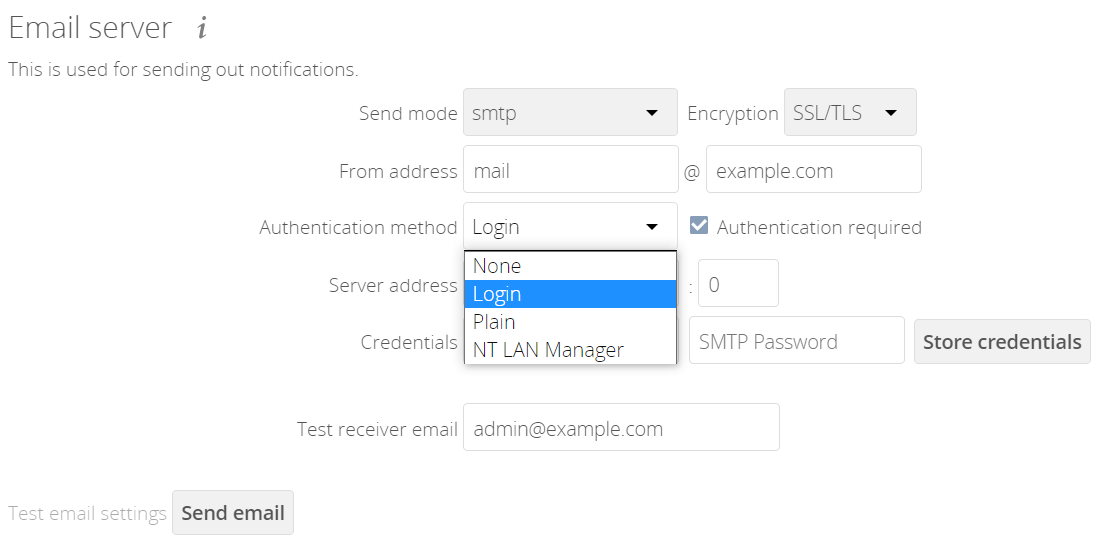 Email server i
This is used for sending out notifications.
Send mode smtp Encryption SSL/TLS
From address mail @ example.com
Authentication method Login Authentication required
None
Server address : 0
Login
Plain
Credentials SMTP Password Store credentials
NT LAN Manager
Test receiver email admin@example.com
Test email settings Send email